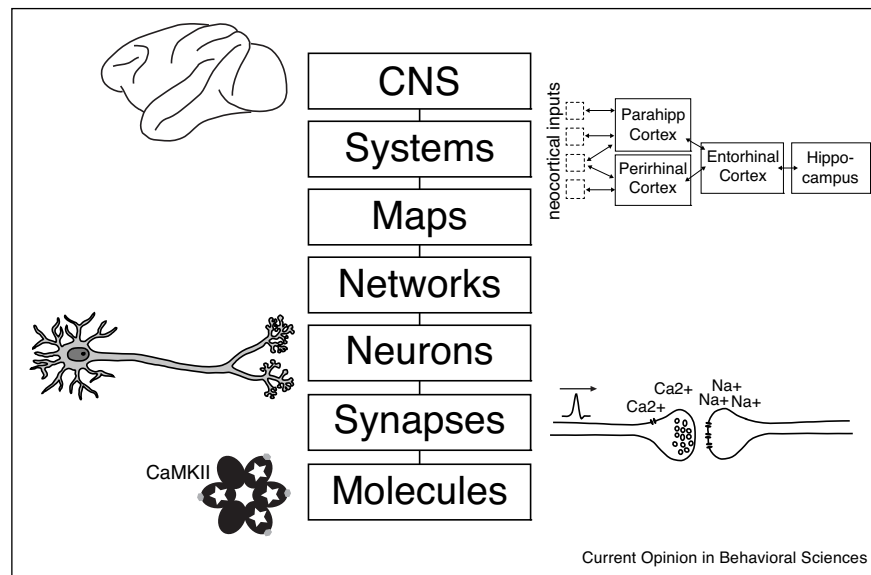 CNS
Systems
Maps
Networks
Neurons
Synapses
Molecules
neocortical inputs
Parahipp
Cortex
Perirhinal
Cortex
Entorhinal
Cortex
Hippo-
campus
Ca2+
Ca2+
Na+
Na+Na+
CaMKII
Current Opinion in Behavioral Sciences